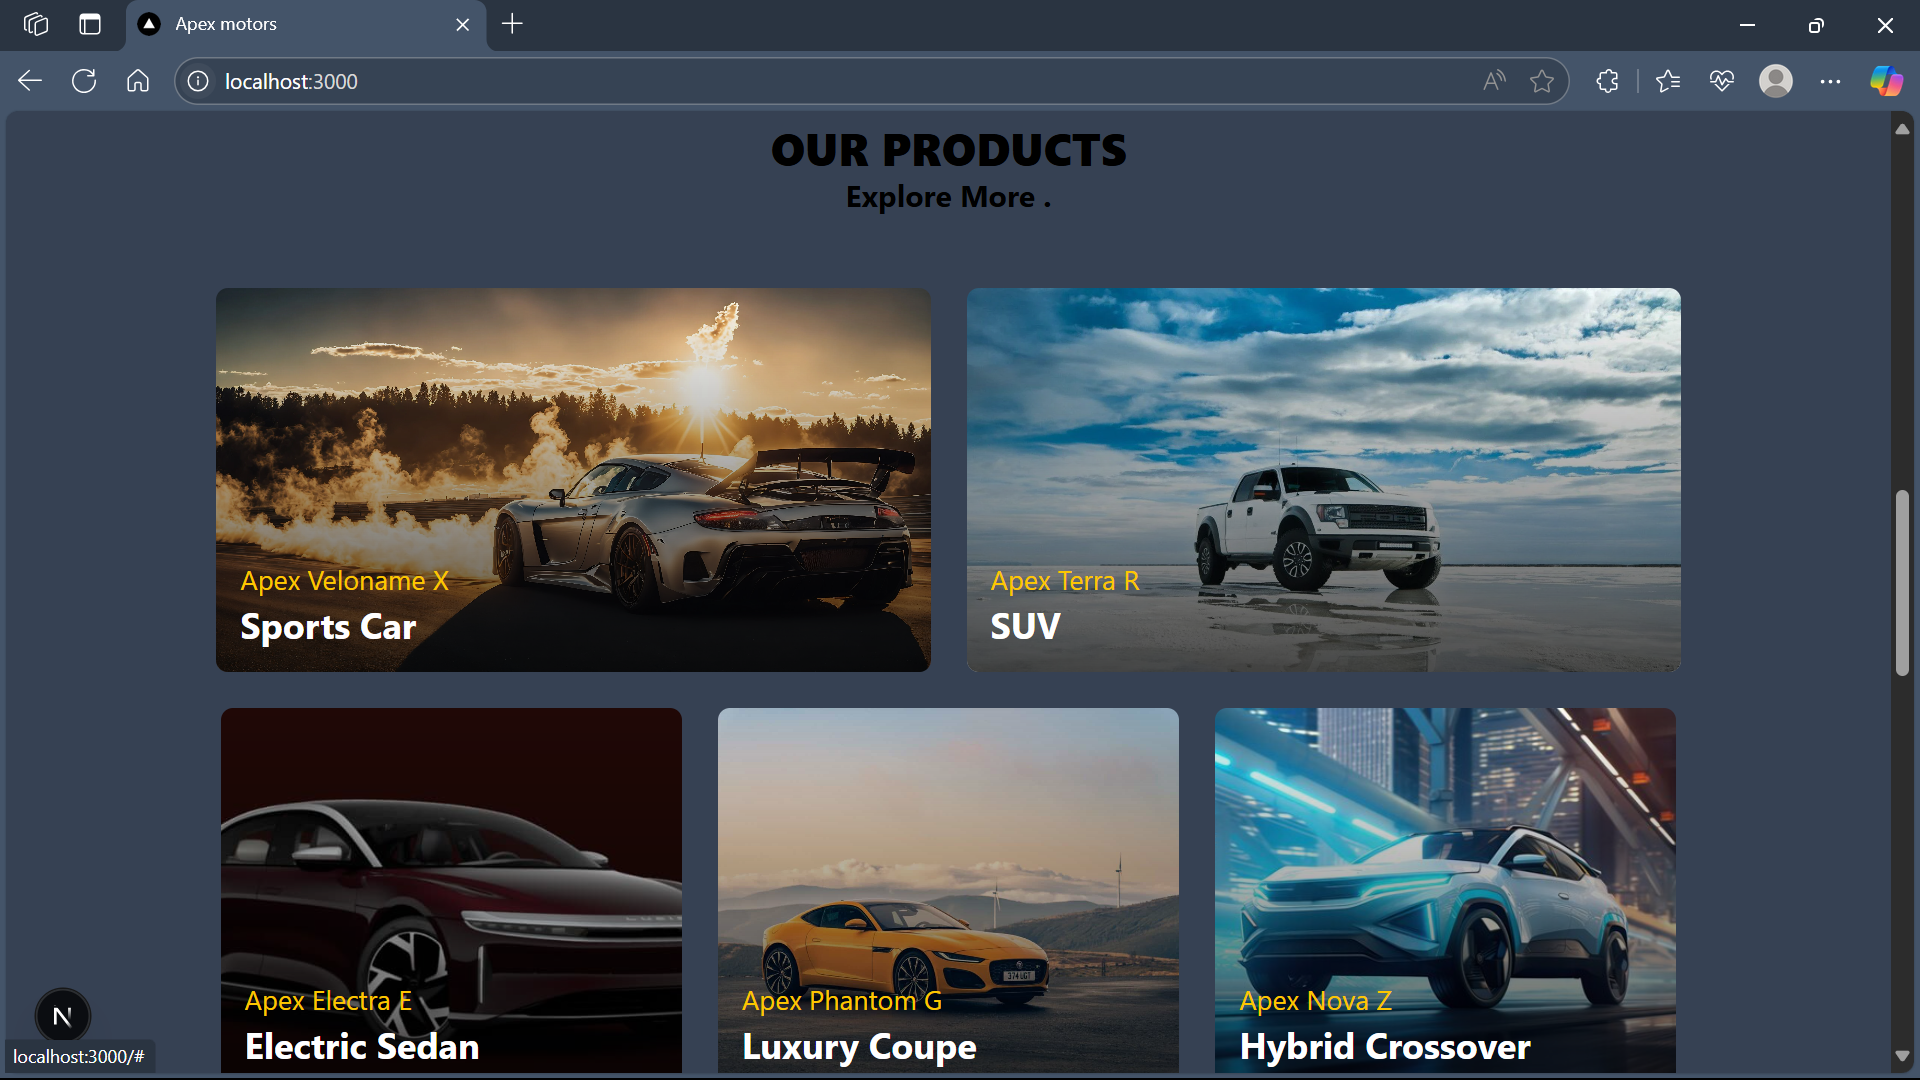 Apex motors
localhost:3000
OUR PRODUCTS
Explore More .
Apex Veloname X
Sports Car
Apex Terra R
SUV
Apex Electra E
Electric Sedan
Apex Phantom G
Luxury Coupe
Apex Nova Z
Hybrid Crossover
N
localhost:3000/#